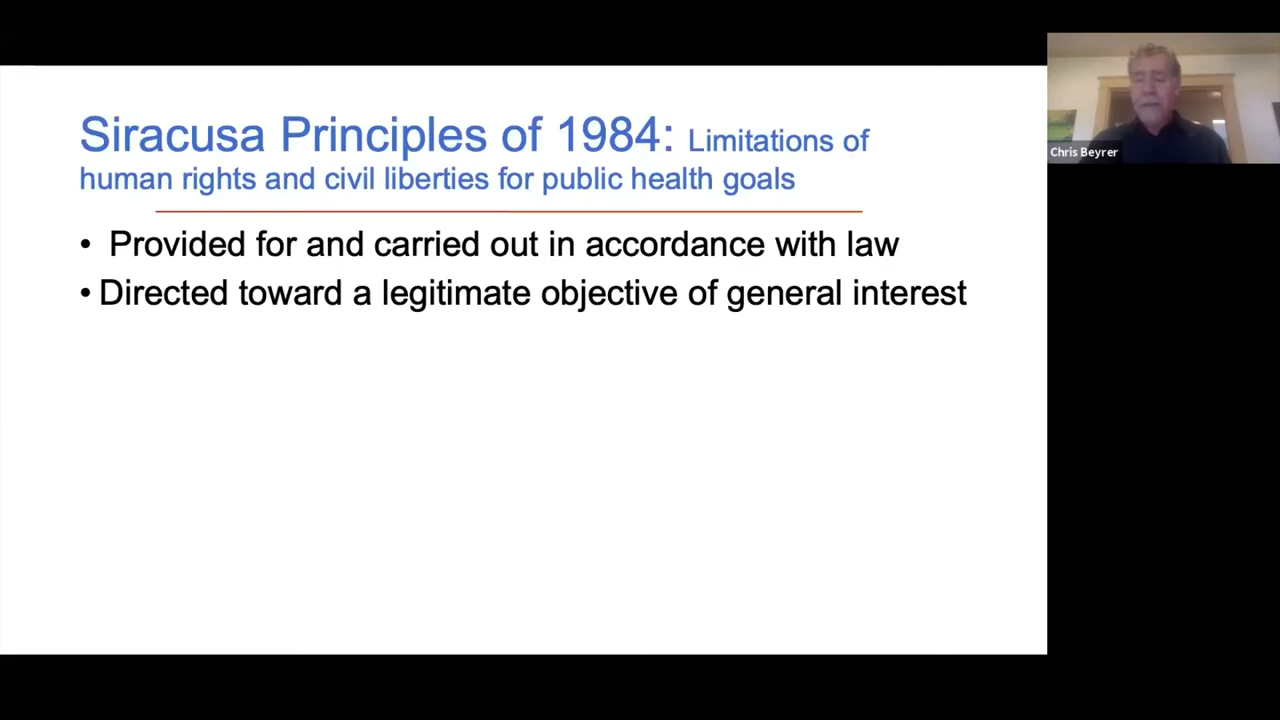 Siracusa Principles of 1984: Limitations of
human rights and civil liberties for public health goals
• Provided for and carried out in accordance with law
• Directed toward a legitimate objective of general interest
Chris Beyrer